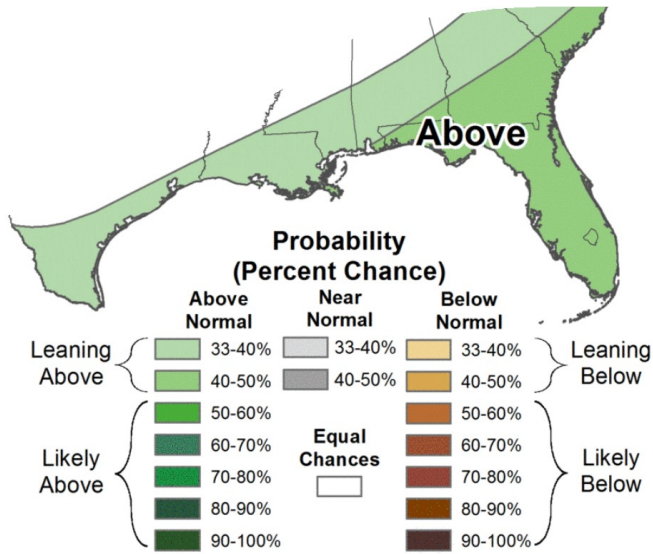 Above
Probability
(Percent Chance)
Above
Normal
Near
Normal
Below
Normal
Leaning
Above
33-40%
33-40%
33-40%
Leaning
Below
40-50%
40-50%
40-50%
50-60%
50-60%
Likely
Above
60-70%
Equal
Chances
60-70%
Likely
Below
70-80%
70-80%
80-90%
80-90%
90-100%
90-100%